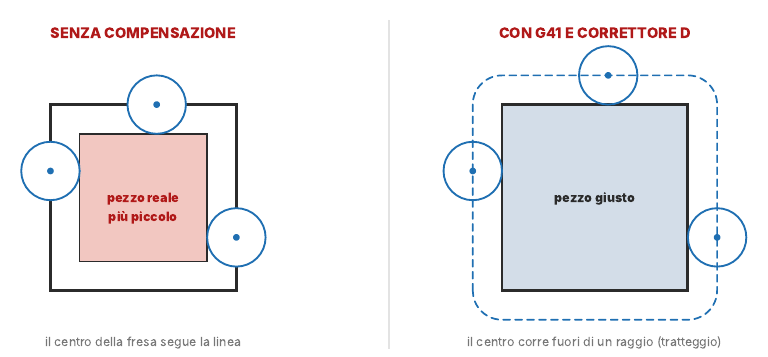 SENZA COMPENSAZIONE
pezzo reale
più piccolo
il centro della fresa segue la linea
CON G41 E CORRETTORE D
pezzo giusto
il centro corre fuori di un raggio (tratteggio)